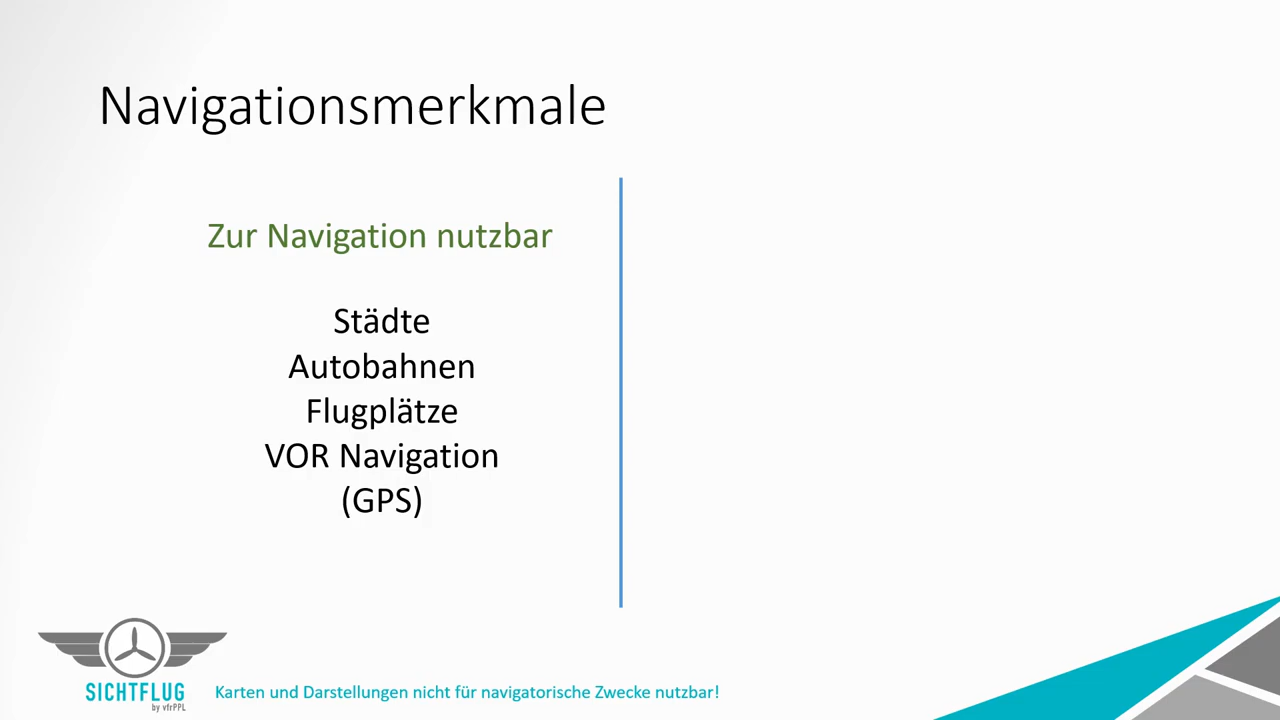 Navigationsmerkmale
Zur Navigation nutzbar
Städte
Autobahnen
Flugplätze
VOR Navigation
(GPS)
SICHTFLUG
by vfrPPL
Karten und Darstellungen nicht für navigatorische Zwecke nutzbar!